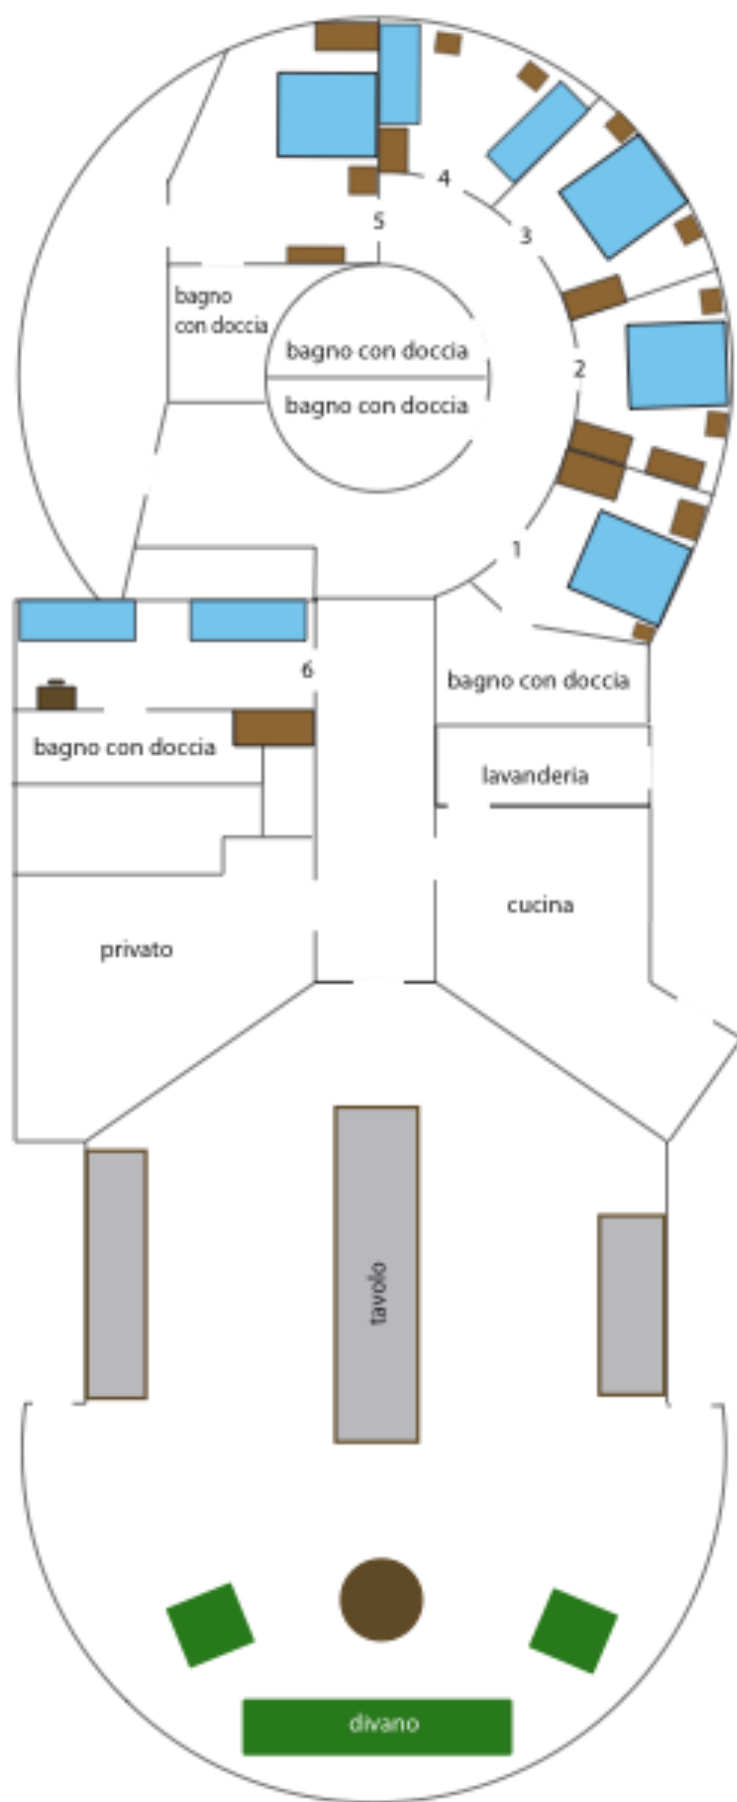 4
5
3
bagno
con doccia
bagno con doccia
2
bagno con doccia
1
6
bagno con doccia
bagno con doccia
lavanderia
cucina
privato
tavolo
divano